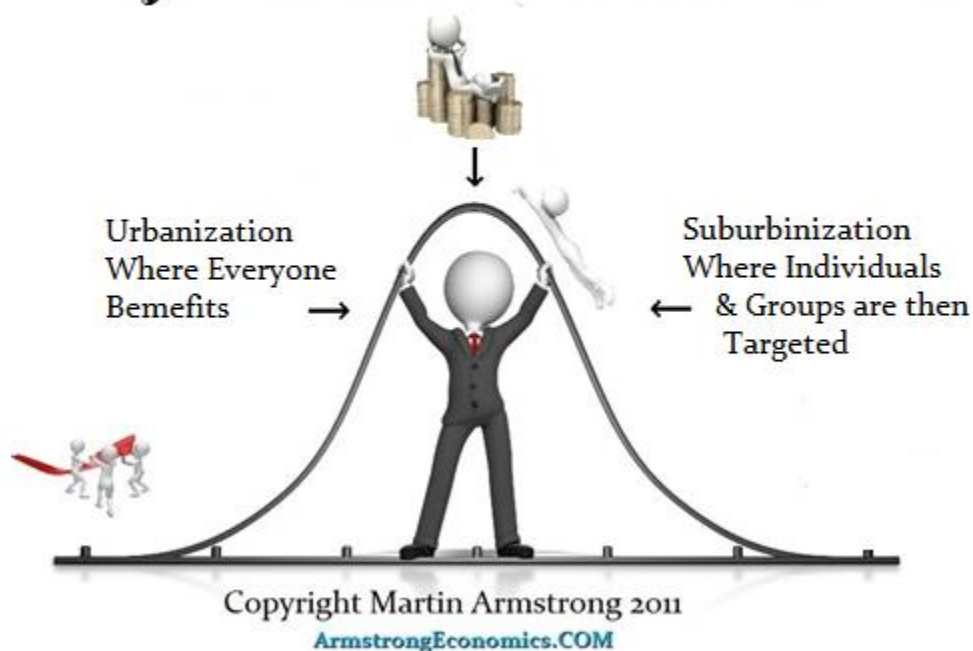 Urbanization
Where Everyone
Bemefits
Suburbinization
Where Individuals
& Groups are then
Targeted
Copyright Martin Armstrong 2011
ArmstrongEconomics.COM